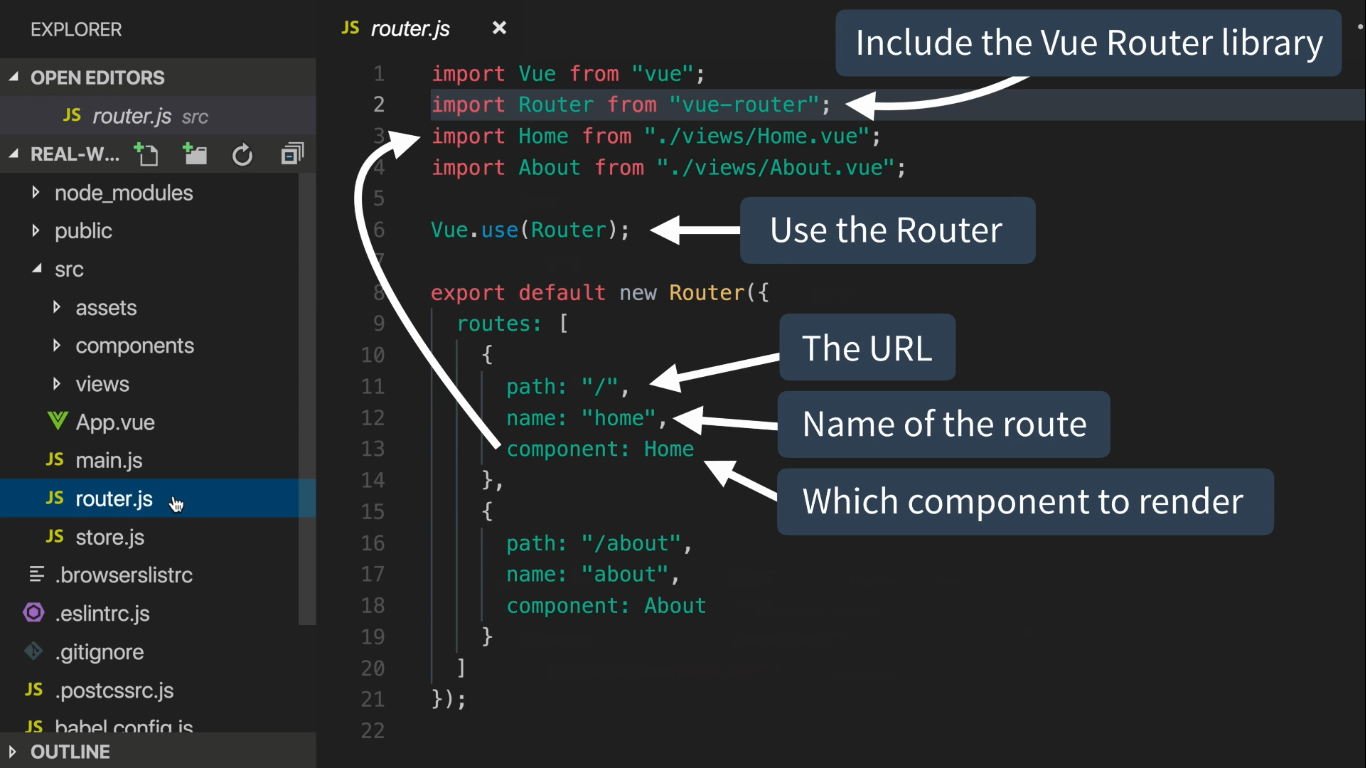 EXPLORER
OPEN EDITORS
JS router.js src
REAL-W...
node_modules
public
src
assets
components
views
App.vue
JS main.js
JS router.js
JS store.js
.browserslistrc
.eslintrc.js
.gitignore
JS .postcssrc.js
JS babel.config.js
OUTLINE
JS router.js ×
1 import Vue from "vue";
2 import Router from "vue-router";
3 import Home from "./views/Home.vue";
4 import About from "./views/About.vue";
5
6 Vue.use(Router);
7
8 export default new Router({
9 routes: [
10 {
11 path: "/",
12 name: "home",
13 component: Home
14 },
15 {
16 path: "/about",
17 name: "about",
18 component: About
19 }
20 ]
21 });
22
Include the Vue Router library
Use the Router
The URL
Name of the route
Which component to render